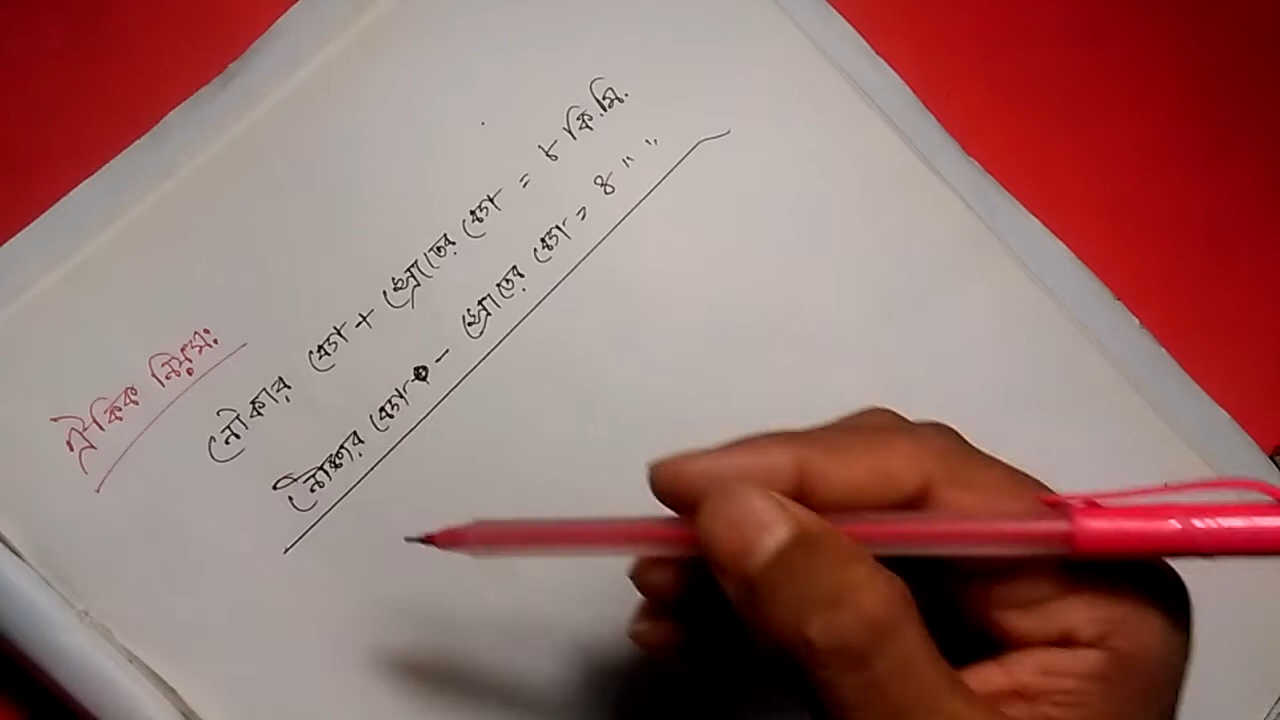 ঐকিক নিয়মঃ
নৌকার বেগ + স্রোতের বেগ = ৮ কি.মি.
নৌকার বেগ - স্রোতের বেগ = ৪ " "